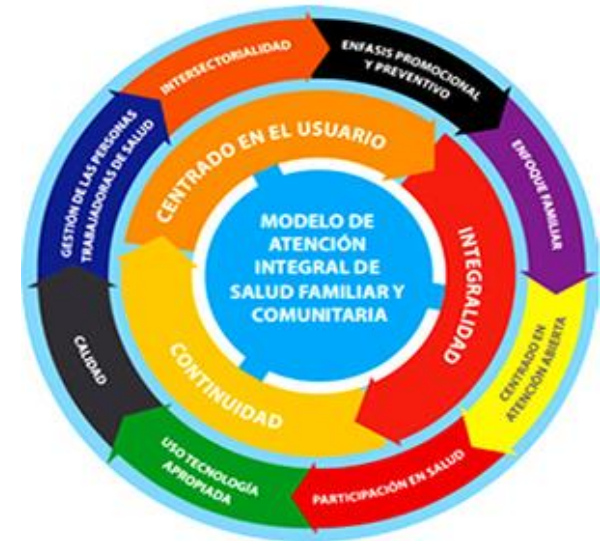 MODELO DE
ATENCIÓN
INTEGRAL DE
SALUD FAMILIAR Y
COMUNITARIA
CENTRADO EN EL USUARIO
INTEGRALIDAD
CONTINUIDAD
INTERSECTORIALIDAD
ENFASIS PROMOCIONAL
Y PREVENTIVO
ENFOQUE FAMILIAR
CENTRADO EN
ATENCIÓN ABIERTA
PARTICIPACIÓN EN SALUD
USO TECNOLOGÍA
APROPIADA
CALIDAD
GESTIÓN DE LAS PERSONAS
TRABAJADORAS DE SALUD